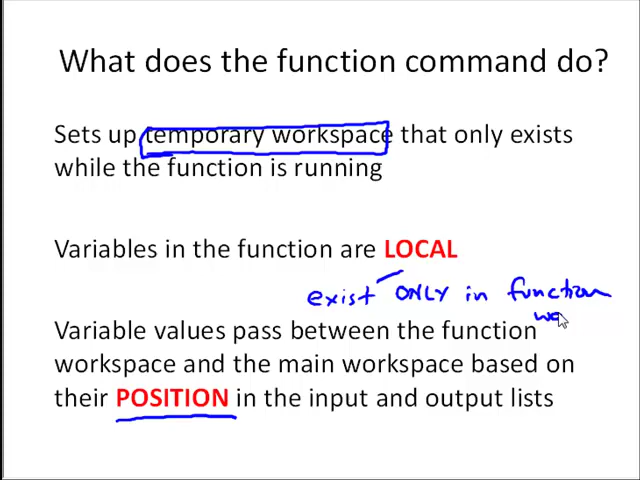 What does the function command do?
Sets up temporary workspace that only exists
while the function is running
Variables in the function are LOCAL
exist ONLY in function
wo
Variable values pass between the function
workspace and the main workspace based on
their POSITION in the input and output lists